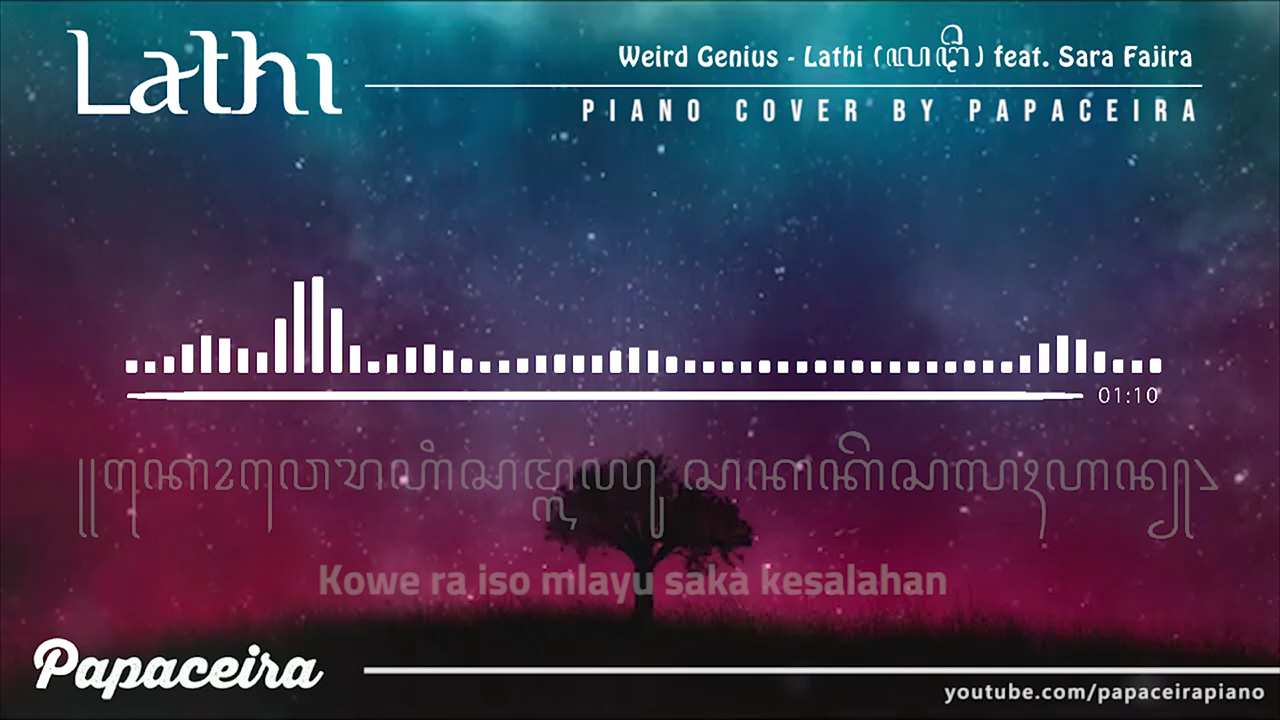 Lathi
Weird Genius - Lathi (ꦭꦛꦶ) feat. Sara Fajira
PIANO COVER BY PAPACEIRA
01:10
Kowe ra iso mlayu saka kesalahan
Papaceira
youtube.com/papaceirapiano